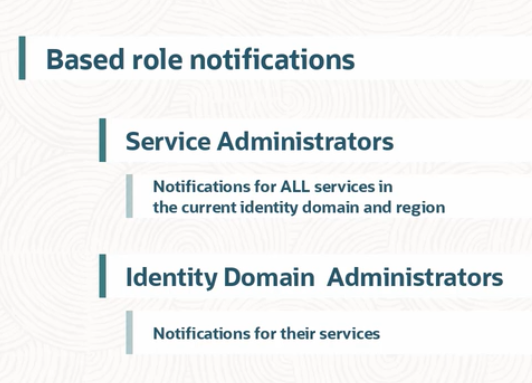 Based role notifications
Service Administrators
Notifications for ALL services in
the current identity domain and region
Identity Domain  Administrators
Notifications for their services